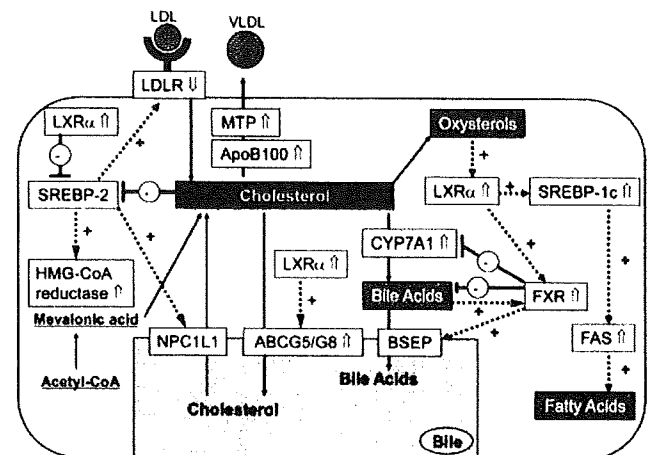 LDL
VLDL
LDLR ⇓
LXRα ⇑
MTP ⇑
ApoB100 ⇑
Oxysterols
-
+
+
SREBP-2
-
Cholesterol
LXRα ⇑
+
SREBP-1c ⇑
+
+
CYP7A1 ⇑
+
-
+
HMG-CoA
reductase ⇑
LXRα ⇑
+
Bile Acids
-
FXR ⇑
Mevalonic acid
+
+
NPC1L1
ABCG5/G8 ⇑
BSEP
FAS ⇑
Acetyl-CoA
Bile Acids
+
Cholesterol
Fatty Acids
Bile